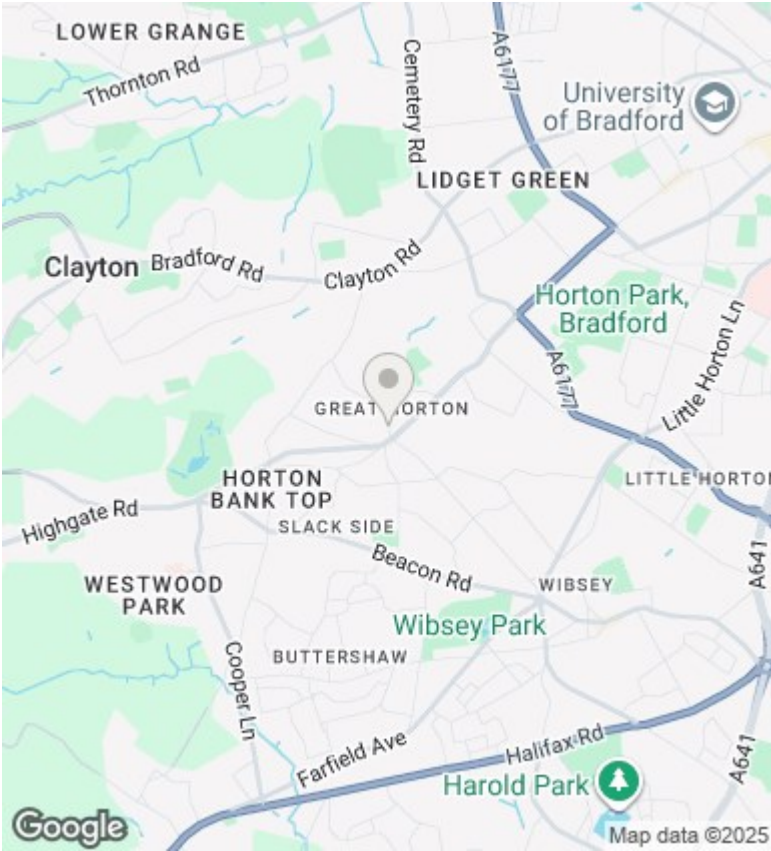 LOWER GRANGE
Thornton Rd
Cemetery Rd
A6177
University
of Bradford
LIDGET GREEN
Clayton
Bradford Rd
Clayton Rd
Horton Park,
Bradford
Little Horton Ln
A6177
GREAT HORTON
HORTON
BANK TOP
LITTLE HORTON
Highgate Rd
SLACK SIDE
Beacon Rd
A641
WESTWOOD
PARK
WIBSEY
Wibsey Park
Cooper Ln
BUTTERSHAW
Farfield Ave
Halifax Rd
A641
Harold Park
Google
Map data ©2025